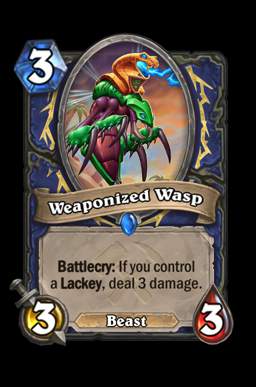 3
Weaponized Wasp
Battlecry: If you control
a Lackey, deal 3 damage.
3
Beast
3